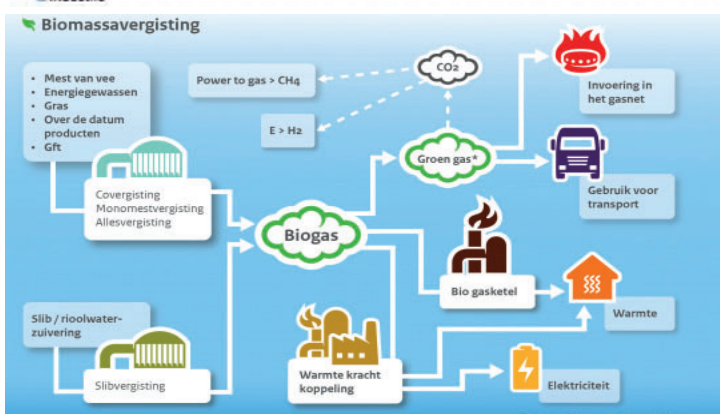 Biomassavergisting
• Mest van vee
• Energiegewassen
• Gras
• Over de datum
producten
• Gft
Covergisting
Monomestvergisting
Allesvergisting
Slib / rioolwater-
zuivering
Slibvergisting
Biogas
Power to gas > CH4
E > H2
CO2
Groen gas*
Invoering in
het gasnet
Gebruik voor
transport
Bio gasketel
Warmte
Warmte kracht
koppeling
Elektriciteit